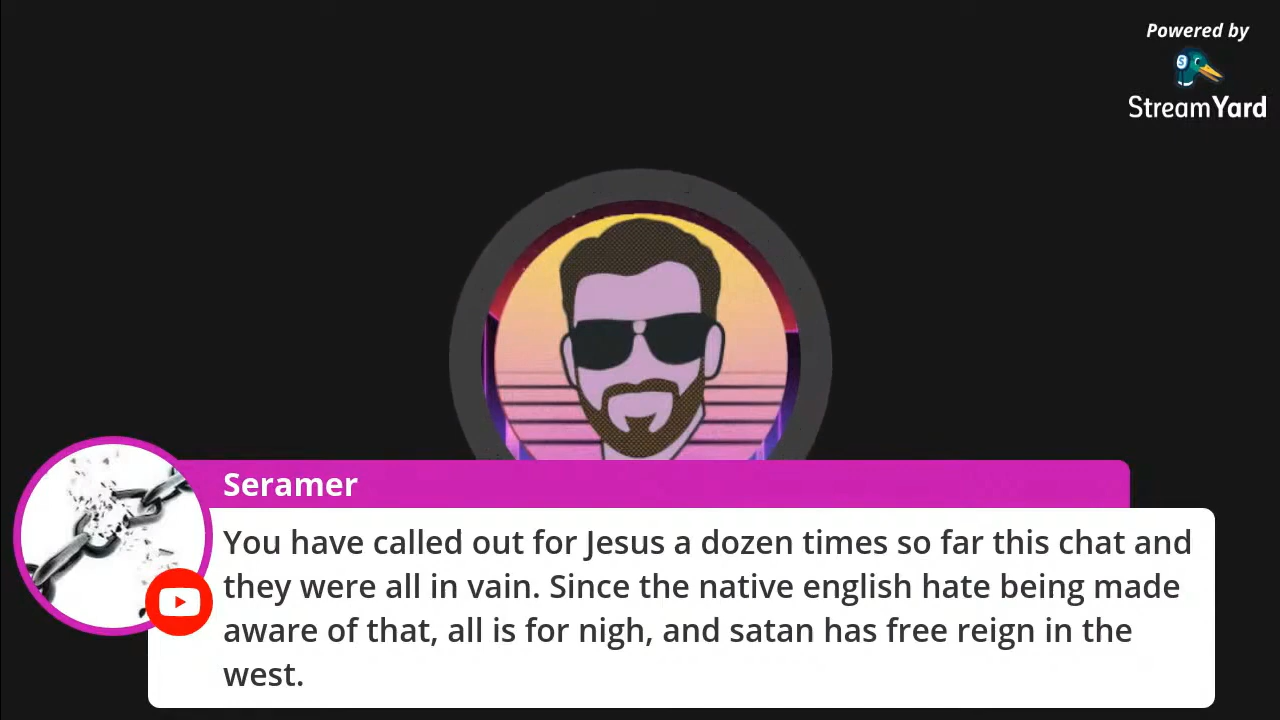 Powered by
StreamYard
Seramer
You have called out for Jesus a dozen times so far this chat and
they were all in vain. Since the native english hate being made
aware of that, all is for nigh, and satan has free reign in the
west.